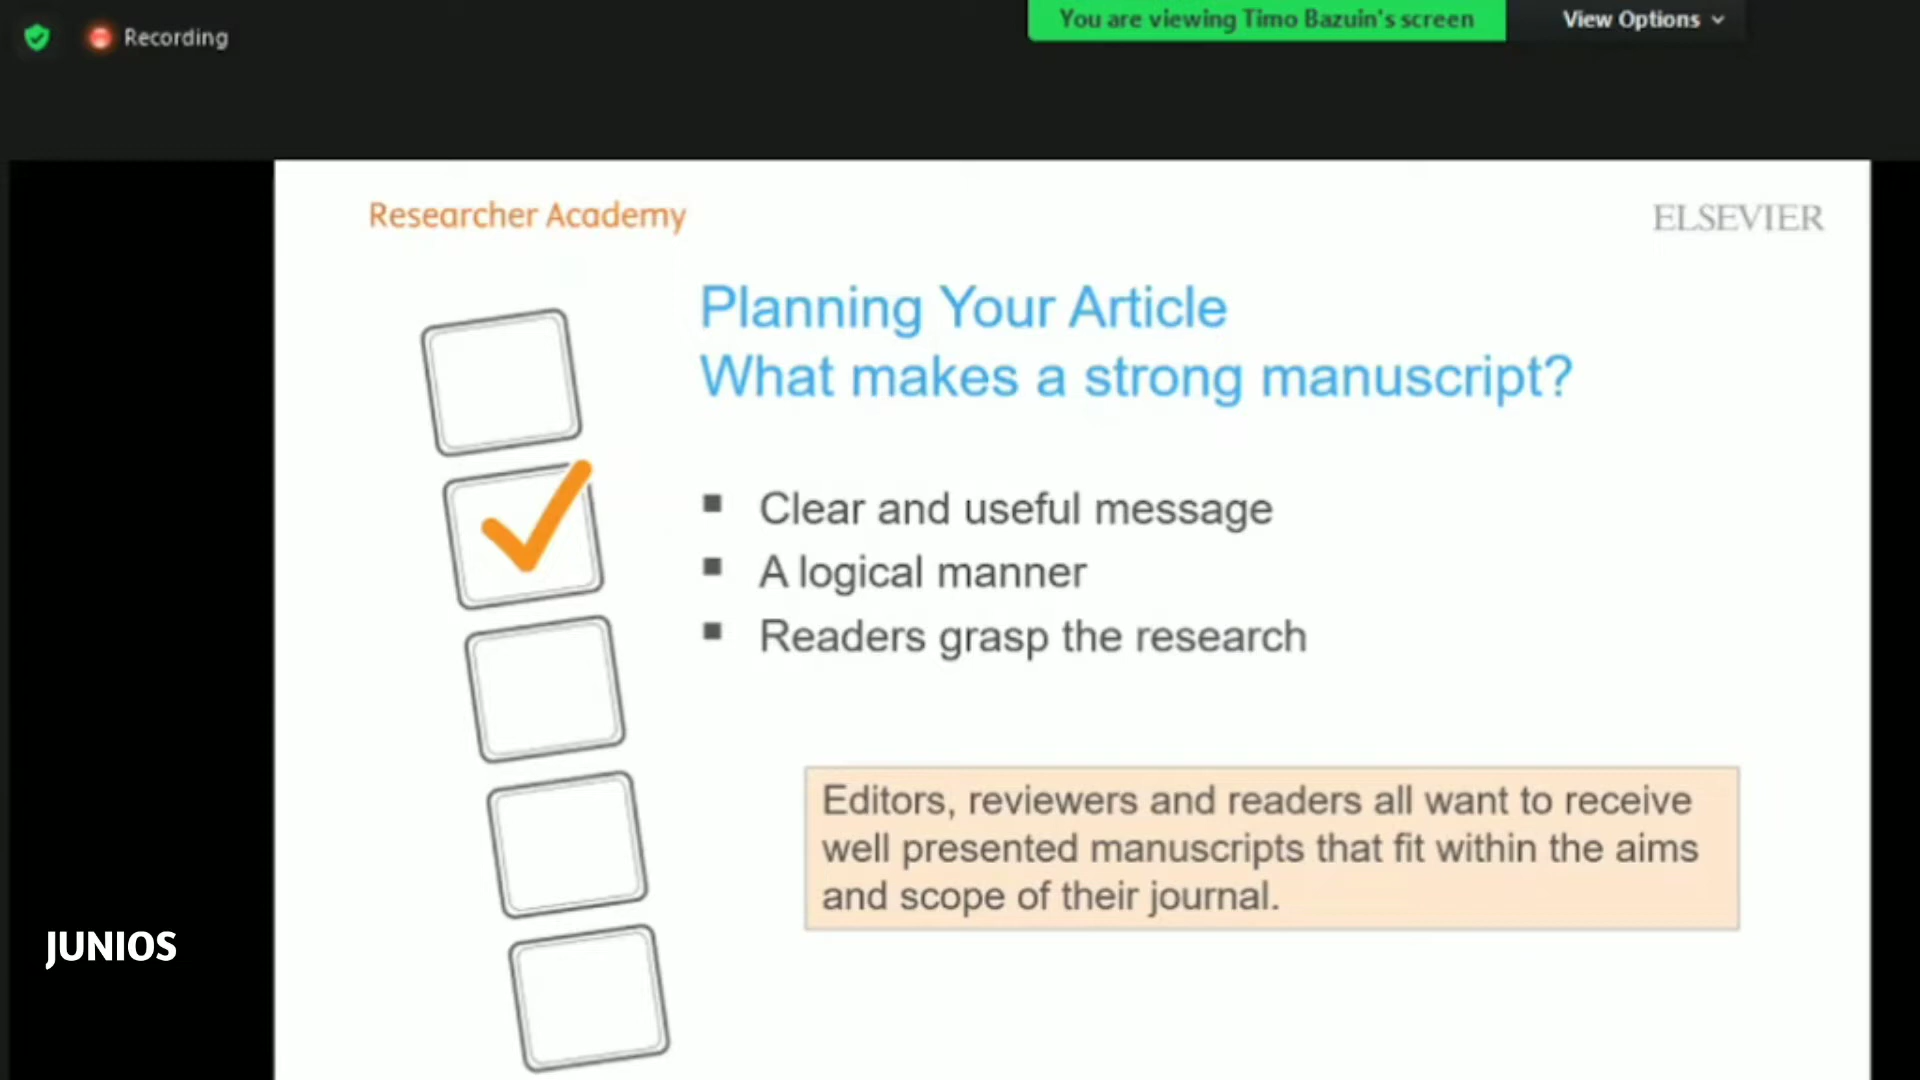 Recording
You are viewing Timo Bazuin's screen
View Options
Researcher Academy
ELSEVIER
Planning Your Article
What makes a strong manuscript?
Clear and useful message
A logical manner
Readers grasp the research
Editors, reviewers and readers all want to receive
well presented manuscripts that fit within the aims
and scope of their journal.
JUNIOS